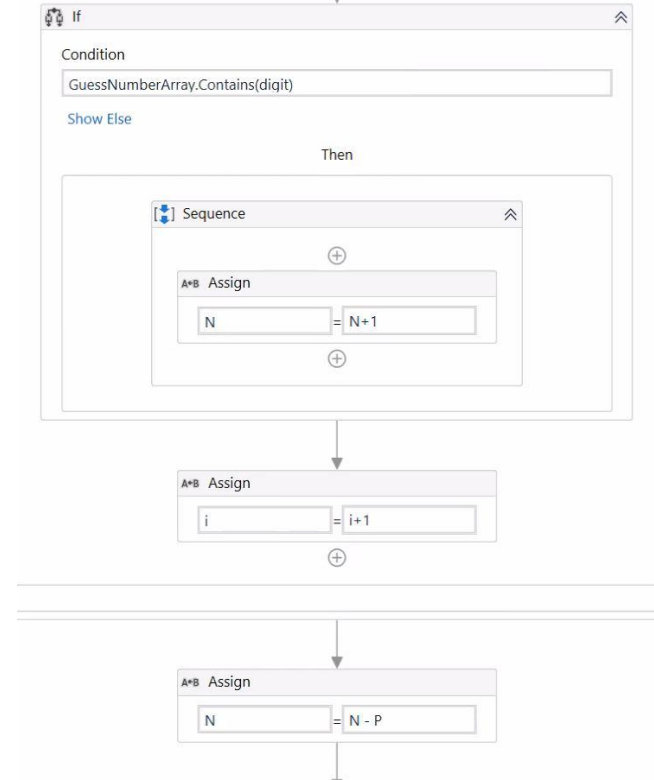 If
Condition
GuessNumberArray.Contains(digit)
Show Else
Then
Sequence
A*B Assign
N = N+1
A*B Assign
i = i+1
A*B Assign
N = N - P